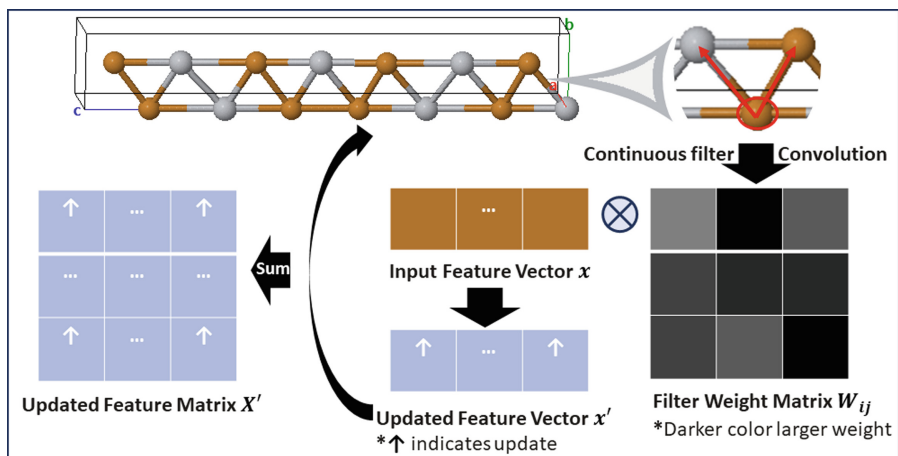 b
a
c
Continuous filter Convolution
↑ ... ↑
... ... ...
↑ ... ↑
Updated Feature Matrix X′
Sum
...
Input Feature Vector x
↑ ... ↑
Updated Feature Vector x′
*↑ indicates update
Filter Weight Matrix W_ij
*Darker color larger weight